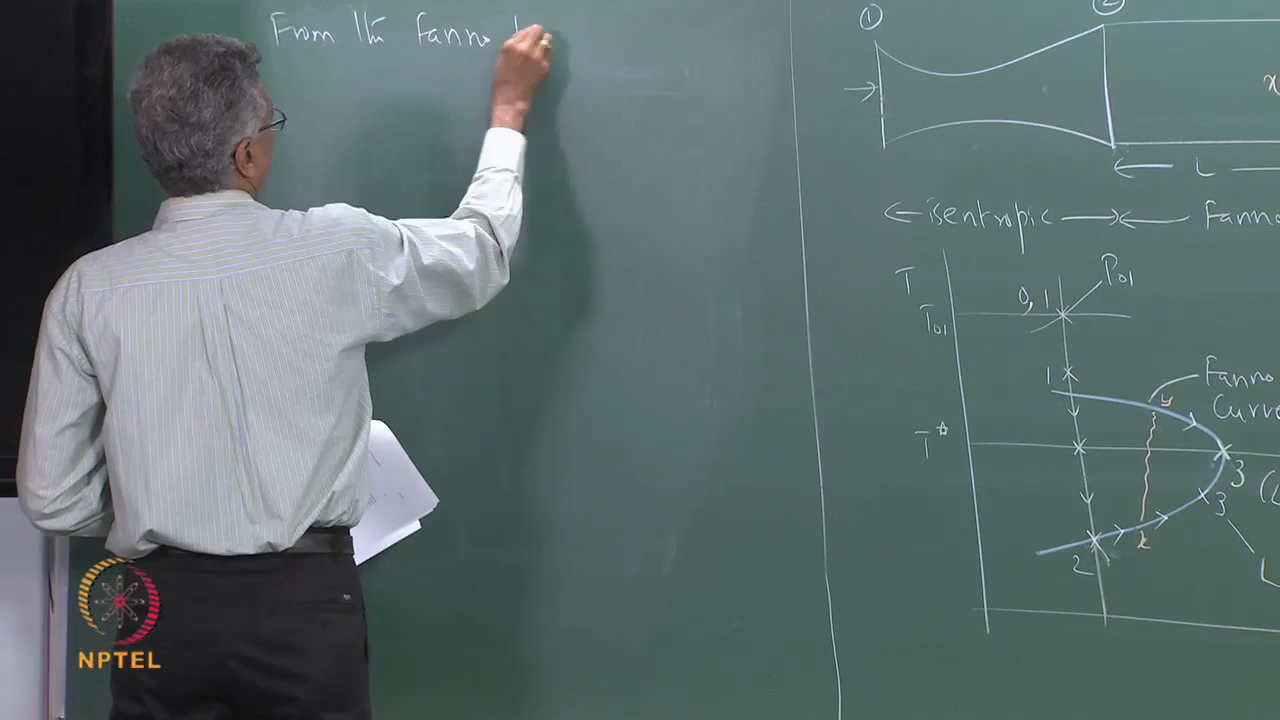 From the Fanno
①
②
x
← L
← isentropic → ← Fanno
T
P01
T01
0,1
1
Fanno
Curve
y
T*
3
3
x
2
L
NPTEL